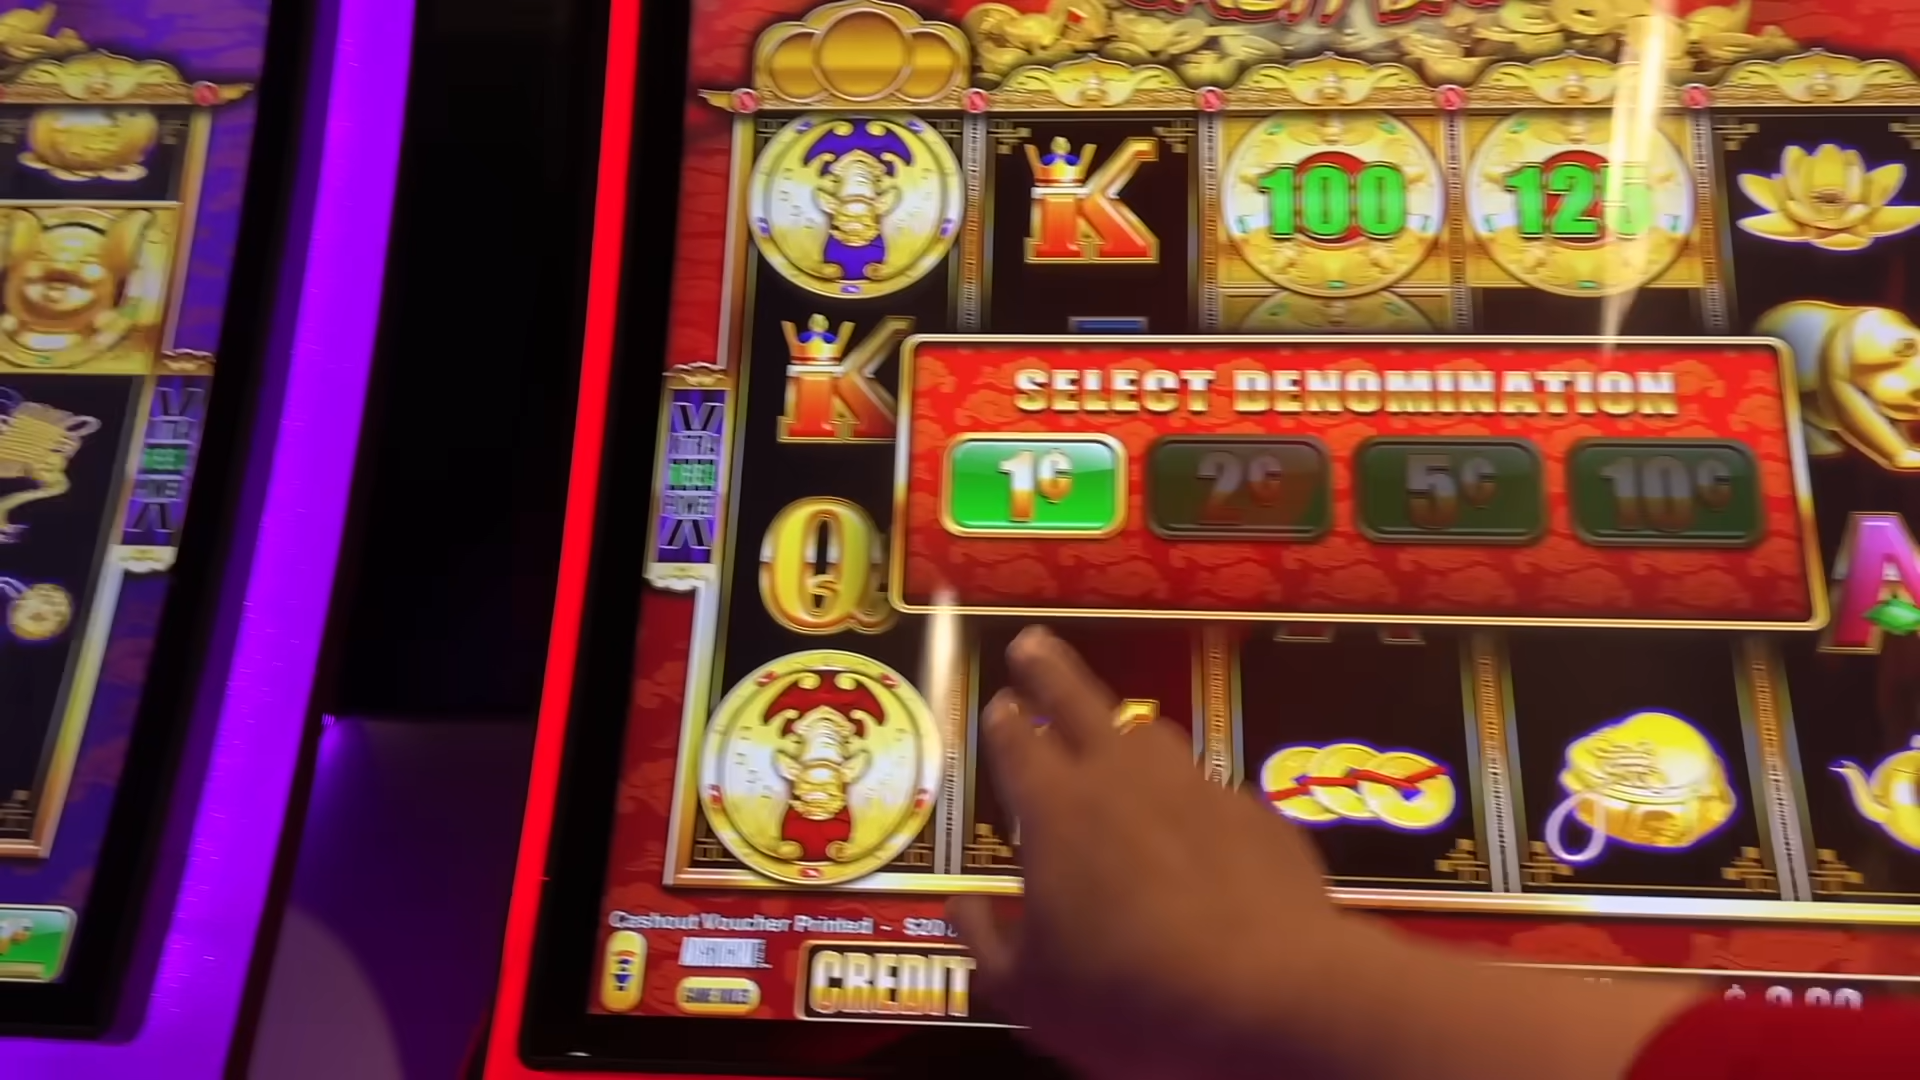 K
100
125
K
SELECT DENOMINATION
1¢
2¢
5¢
10¢
Q
A
Cashout Voucher Printed ~
CREDIT